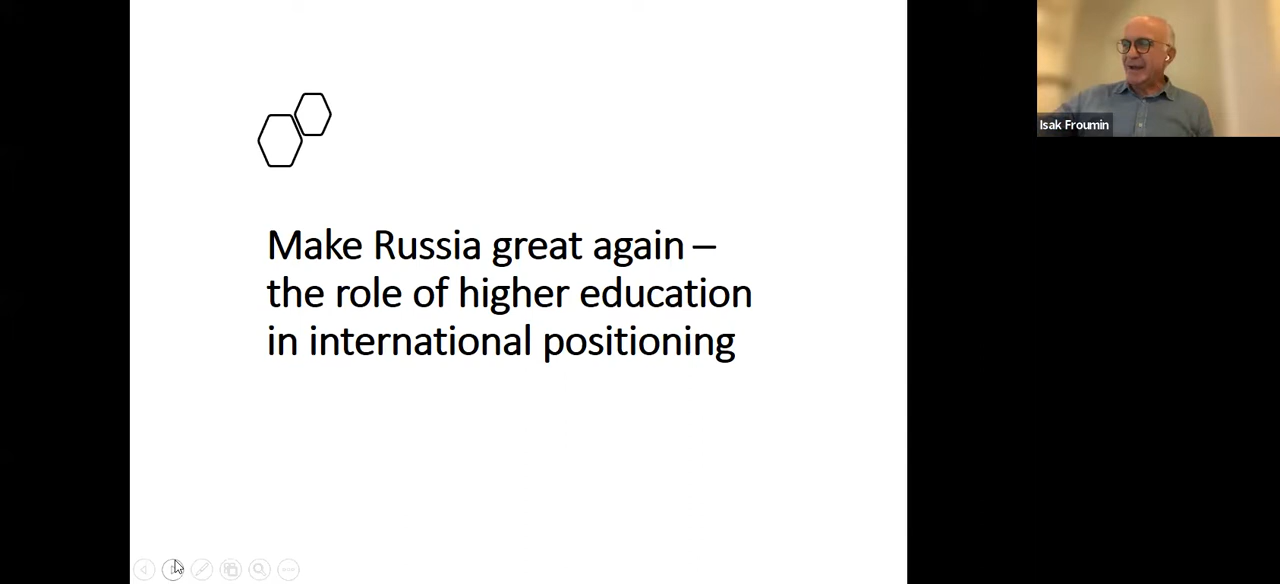 Make Russia great again –
the role of higher education
in international positioning
Isak Froumin